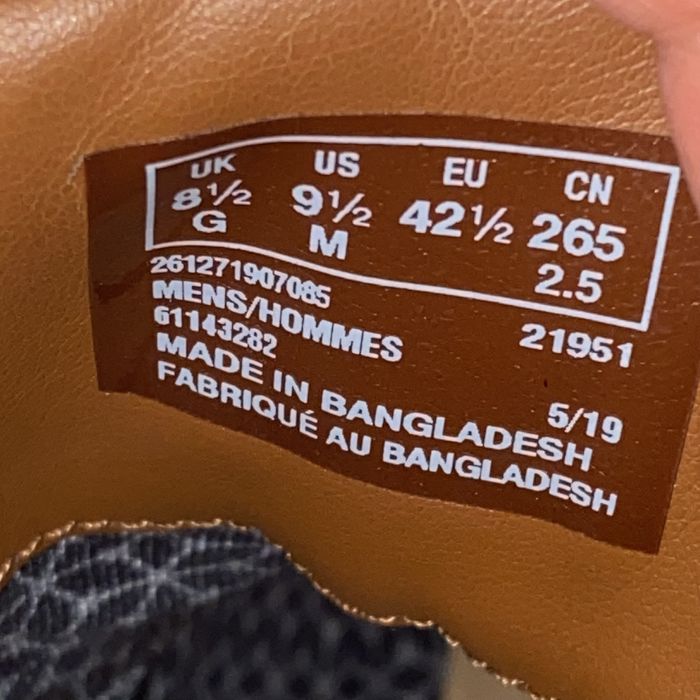 UK US EU CN
8½ 9½ 42½ 265
G M 2.5
261271907085
MENS/HOMMES 21951
61143282
MADE IN BANGLADESH 5/19
FABRIQUÉ AU BANGLADESH